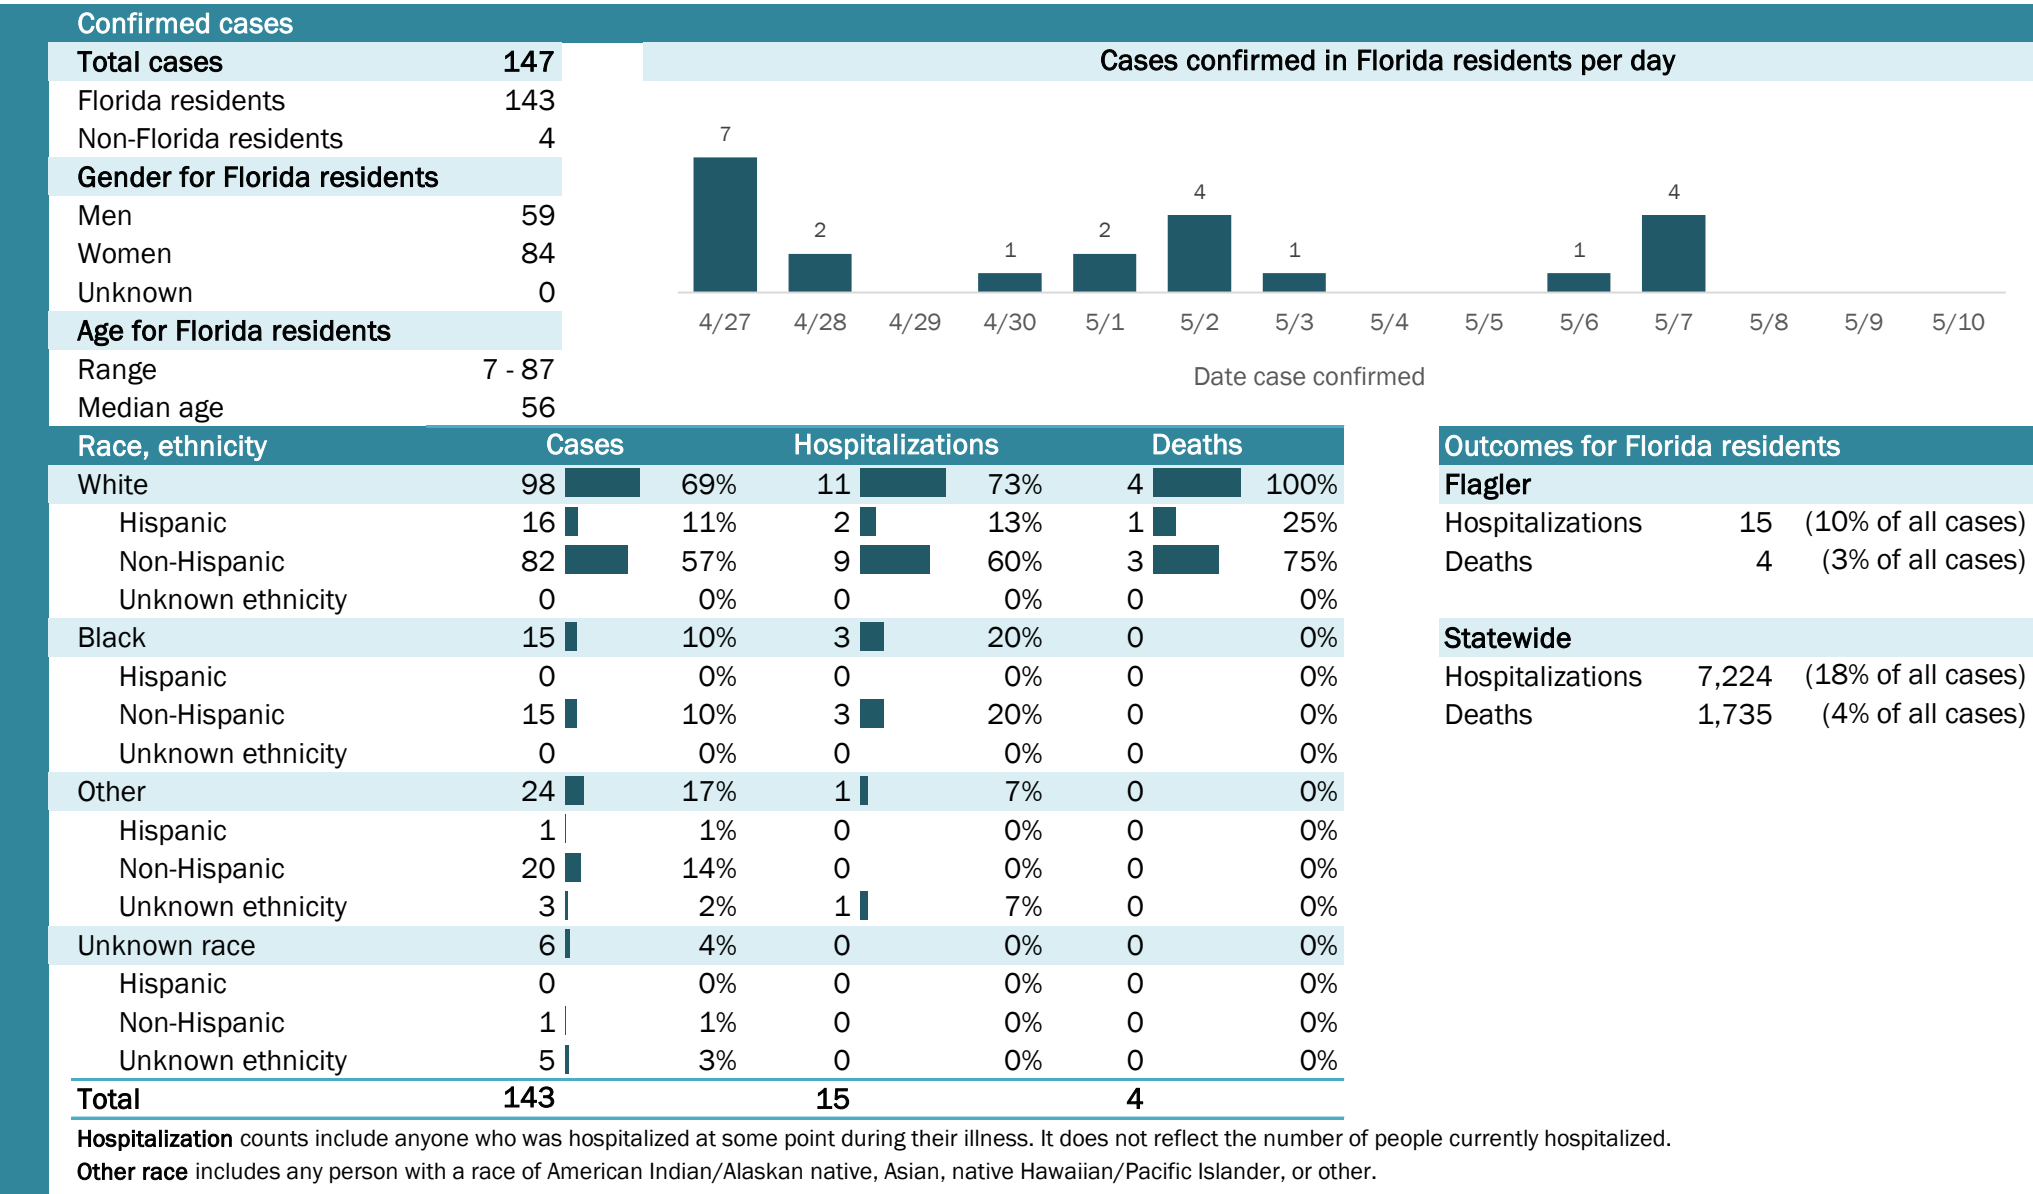 Confirmed cases
Total cases 147
Florida residents 143
Non-Florida residents 4
Gender for Florida residents
Men 59
Women 84
Unknown 0
Age for Florida residents
Range 7 - 87
Median age 56
Cases confirmed in Florida residents per day
7 2 1 2 4 1 1 4
4/27 4/28 4/29 4/30 5/1 5/2 5/3 5/4 5/5 5/6 5/7 5/8 5/9 5/10
Date case confirmed
Race, ethnicity Cases Hospitalizations Deaths
White 98 69% 11 73% 4 100%
Hispanic 16 11% 2 13% 1 25%
Non-Hispanic 82 57% 9 60% 3 75%
Unknown ethnicity 0 0% 0 0% 0 0%
Black 15 10% 3 20% 0 0%
Hispanic 0 0% 0 0% 0 0%
Non-Hispanic 15 10% 3 20% 0 0%
Unknown ethnicity 0 0% 0 0% 0 0%
Other 24 17% 1 7% 0 0%
Hispanic 1 1% 0 0% 0 0%
Non-Hispanic 20 14% 0 0% 0 0%
Unknown ethnicity 3 2% 1 7% 0 0%
Unknown race 6 4% 0 0% 0 0%
Hispanic 0 0% 0 0% 0 0%
Non-Hispanic 1 1% 0 0% 0 0%
Unknown ethnicity 5 3% 0 0% 0 0%
Total 143 15 4
Outcomes for Florida residents
Flagler
Hospitalizations 15 (10% of all cases)
Deaths 4 (3% of all cases)
Statewide
Hospitalizations 7,224 (18% of all cases)
Deaths 1,735 (4% of all cases)
Hospitalization counts include anyone who was hospitalized at some point during their illness. It does not reflect the number of people currently hospitalized.
Other race includes any person with a race of American Indian/Alaskan native, Asian, native Hawaiian/Pacific Islander, or other.